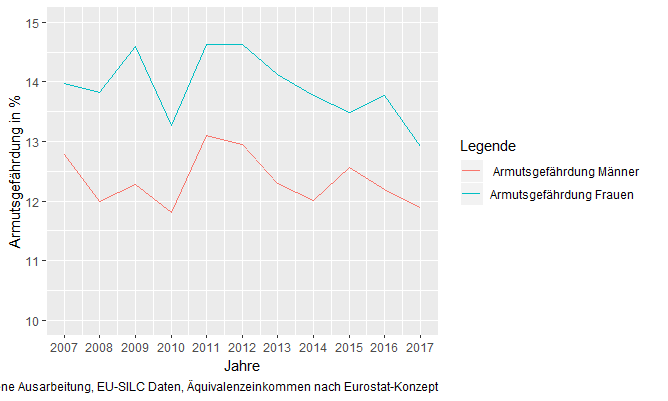 15
14
13
12
11
10
Armutsgefährdung in %
2007 2008 2009 2010 2011 2012 2013 2014 2015 2016 2017
Jahre
Legende
Armutsgefährdung Männer
Armutsgefährdung Frauen
ne Ausarbeitung, EU-SILC Daten, Äquivalenzeinkommen nach Eurostat-Konzept